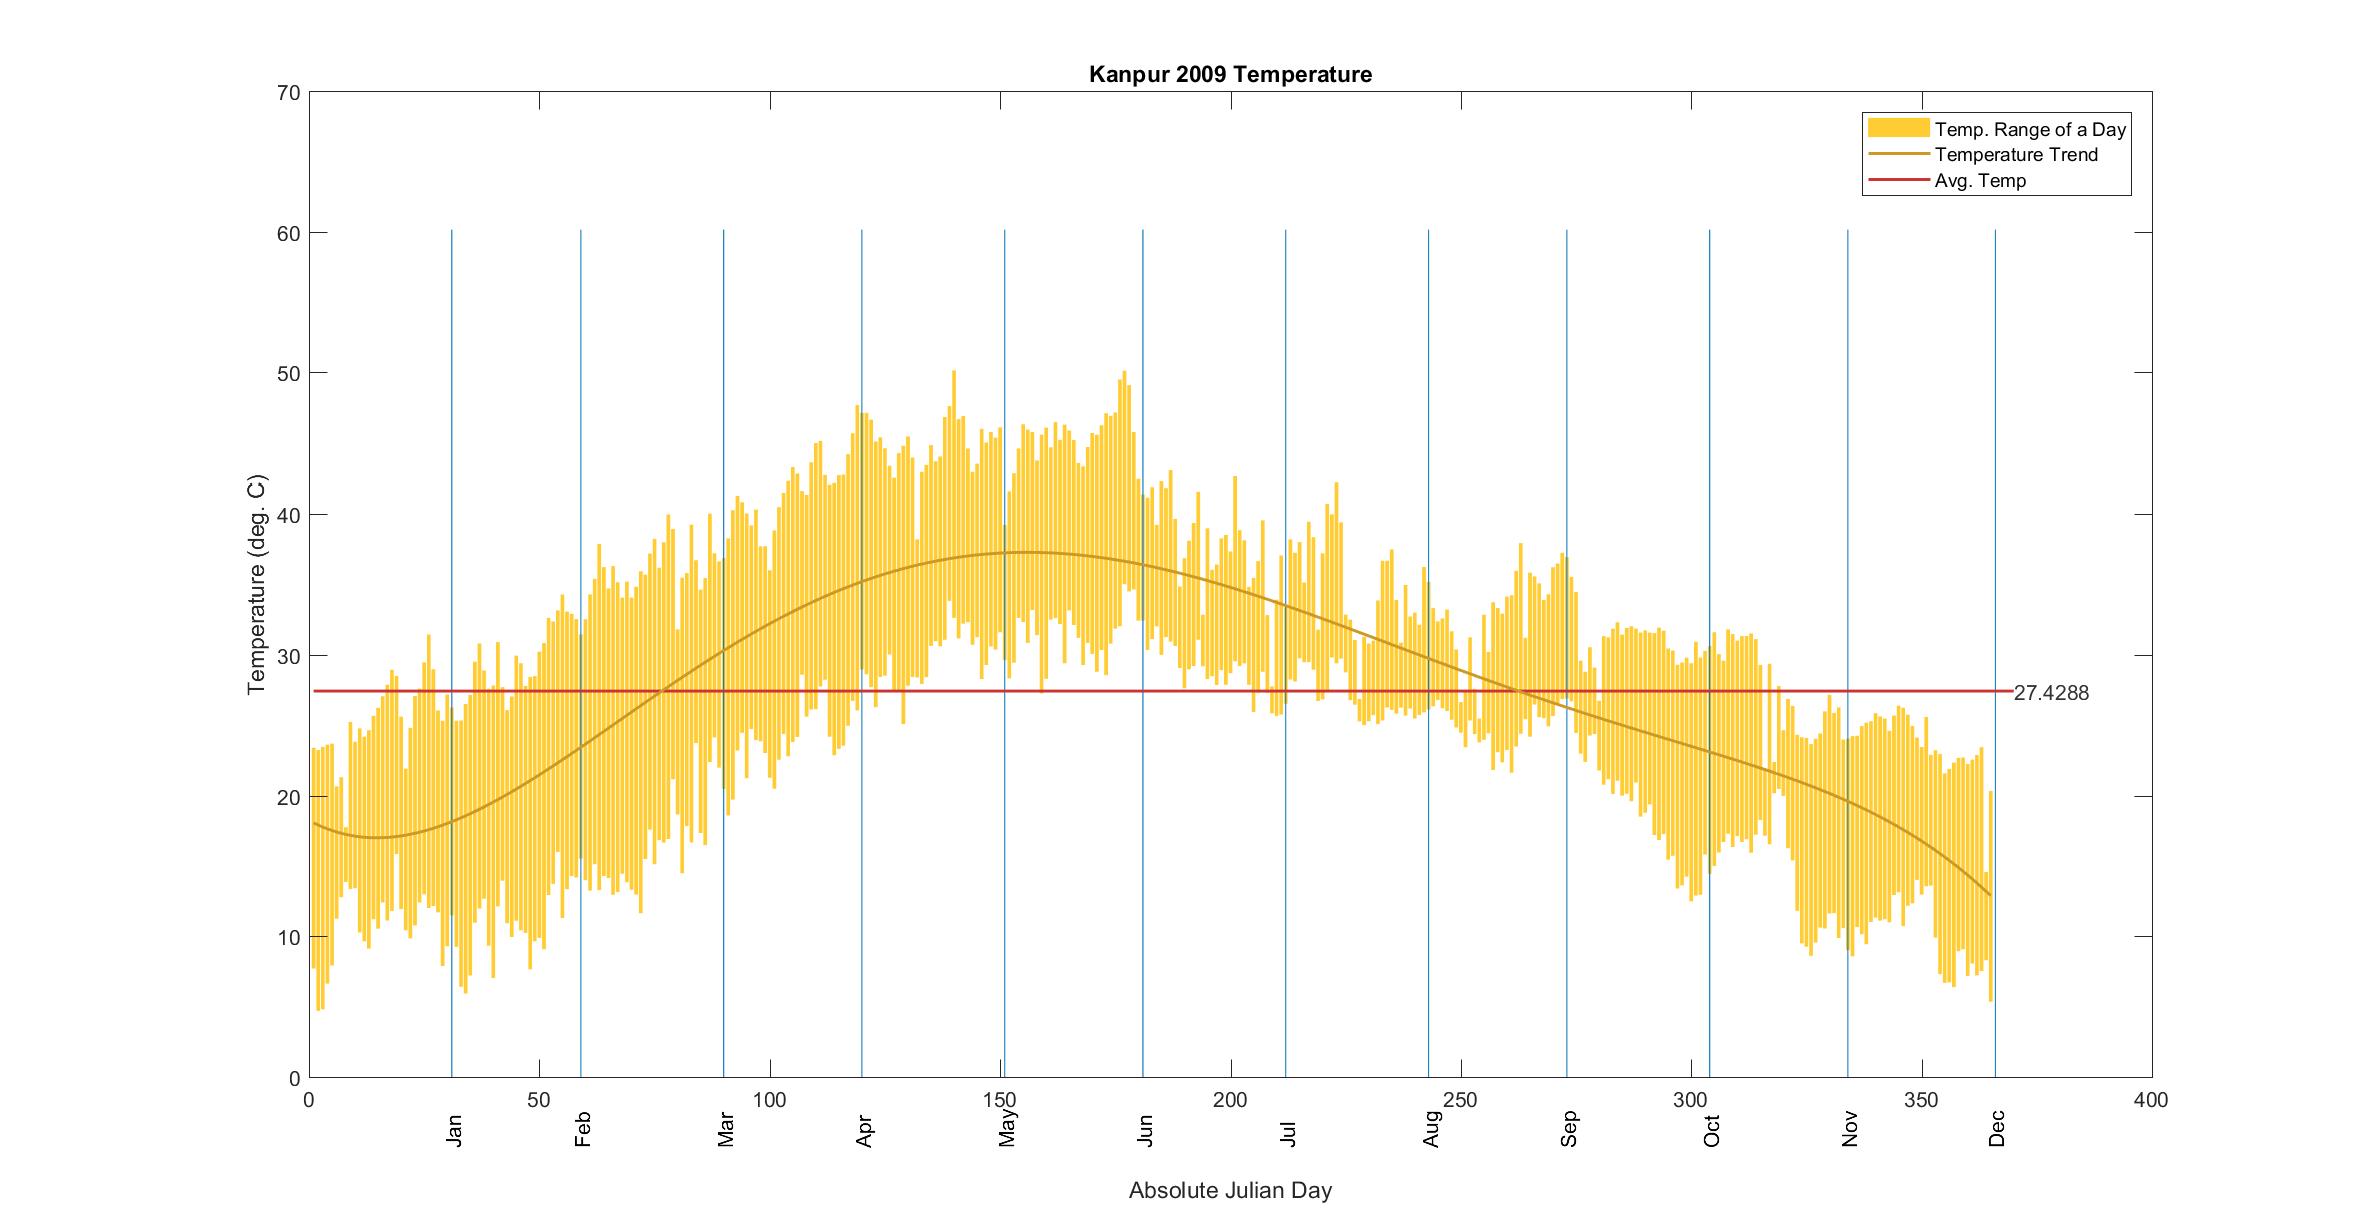 Kanpur 2009 Temperature
Temp. Range of a Day
Temperature Trend
Avg. Temp
Temperature (deg. C)
70
60
50
40
30
20
10
0
27.4288
0 50 100 150 200 250 300 350 400
Jan Feb Mar Apr May Jun Jul Aug Sep Oct Nov Dec
Absolute Julian Day